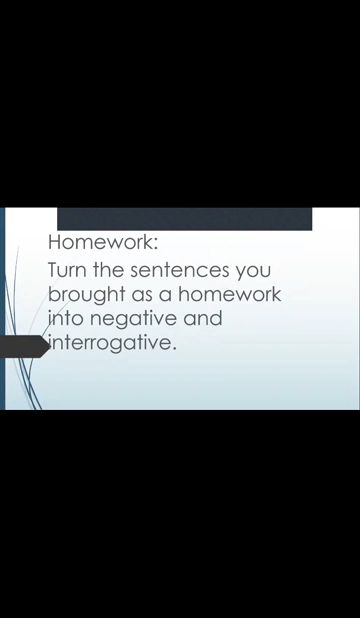 Homework:
Turn the sentences you
brought as a homework
into negative and
interrogative.